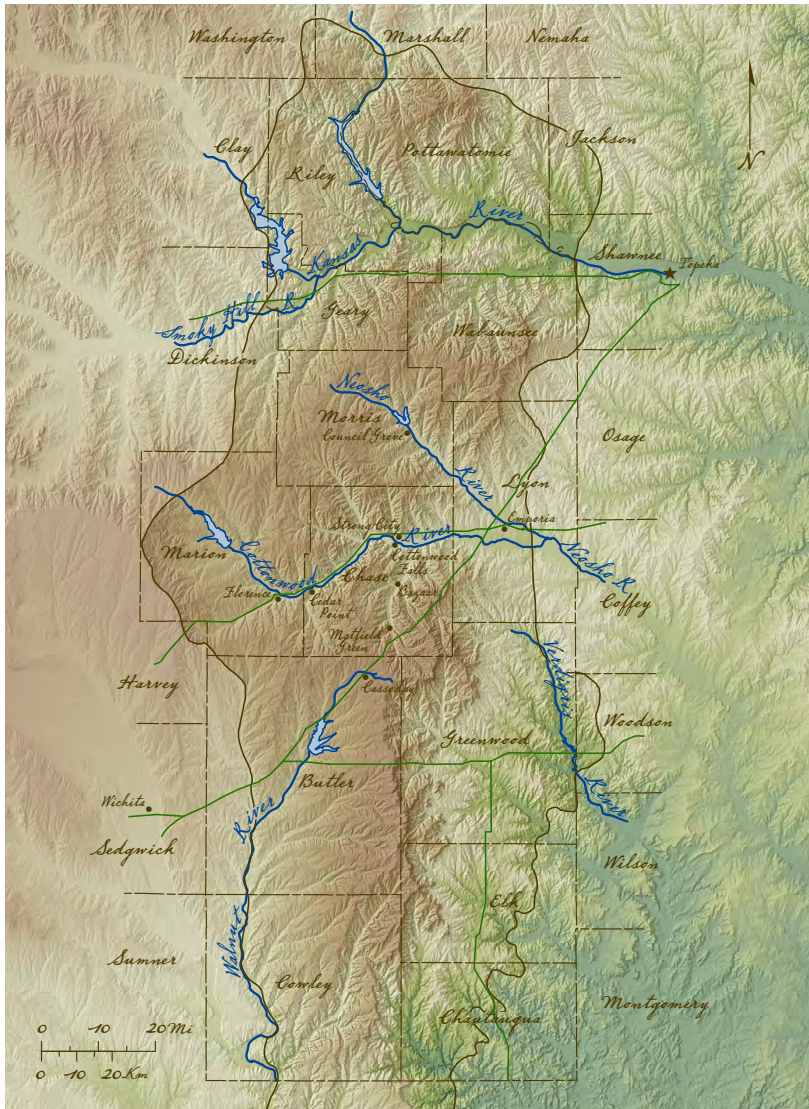 Washington
Marshall
Nemaha
Clay
Riley
Pottawatomie
Jackson
N
River
Kansas
Shawnee
Topeka
Smoky Hill R
Geary
Wabaunsee
Dickinson
Neosho
Morris
Council Grove
Osage
River
Lyon
Strong City
River
Emporia
Marion
Cottonwood
Cottonwood
Falls
Chase
Neosho R
Florence
Cedar
Point
Bazaar
Coffey
Matfield
Green
Verdigris
Harvey
Cassoday
Woodson
Greenwood
Butler
Wichita
River
River
Sedgwick
Wilson
Elk
Walnut
Sumner
Cowley
Chautauqua
Montgomery
0 10 20 Mi
0 10 20 Km